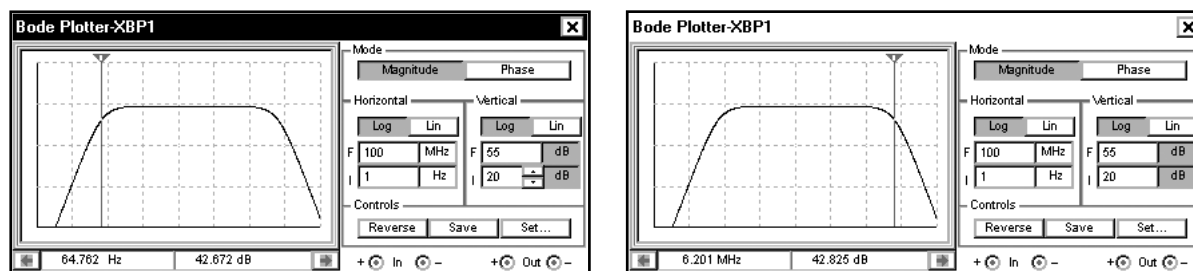 Bode Plotter-XBP1
Mode
Magnitude Phase
Horizontal Vertical
Log Lin Log Lin
F 100 MHz F 55 dB
I 1 Hz I 20 dB
Controls
Reverse Save Set...
64.762 Hz 42.672 dB + In - + Out -
Bode Plotter-XBP1
Mode
Magnitude Phase
Horizontal Vertical
Log Lin Log Lin
F 100 MHz F 55 dB
I 1 Hz I 20 dB
Controls
Reverse Save Set...
6.201 MHz 42.825 dB + In - + Out -